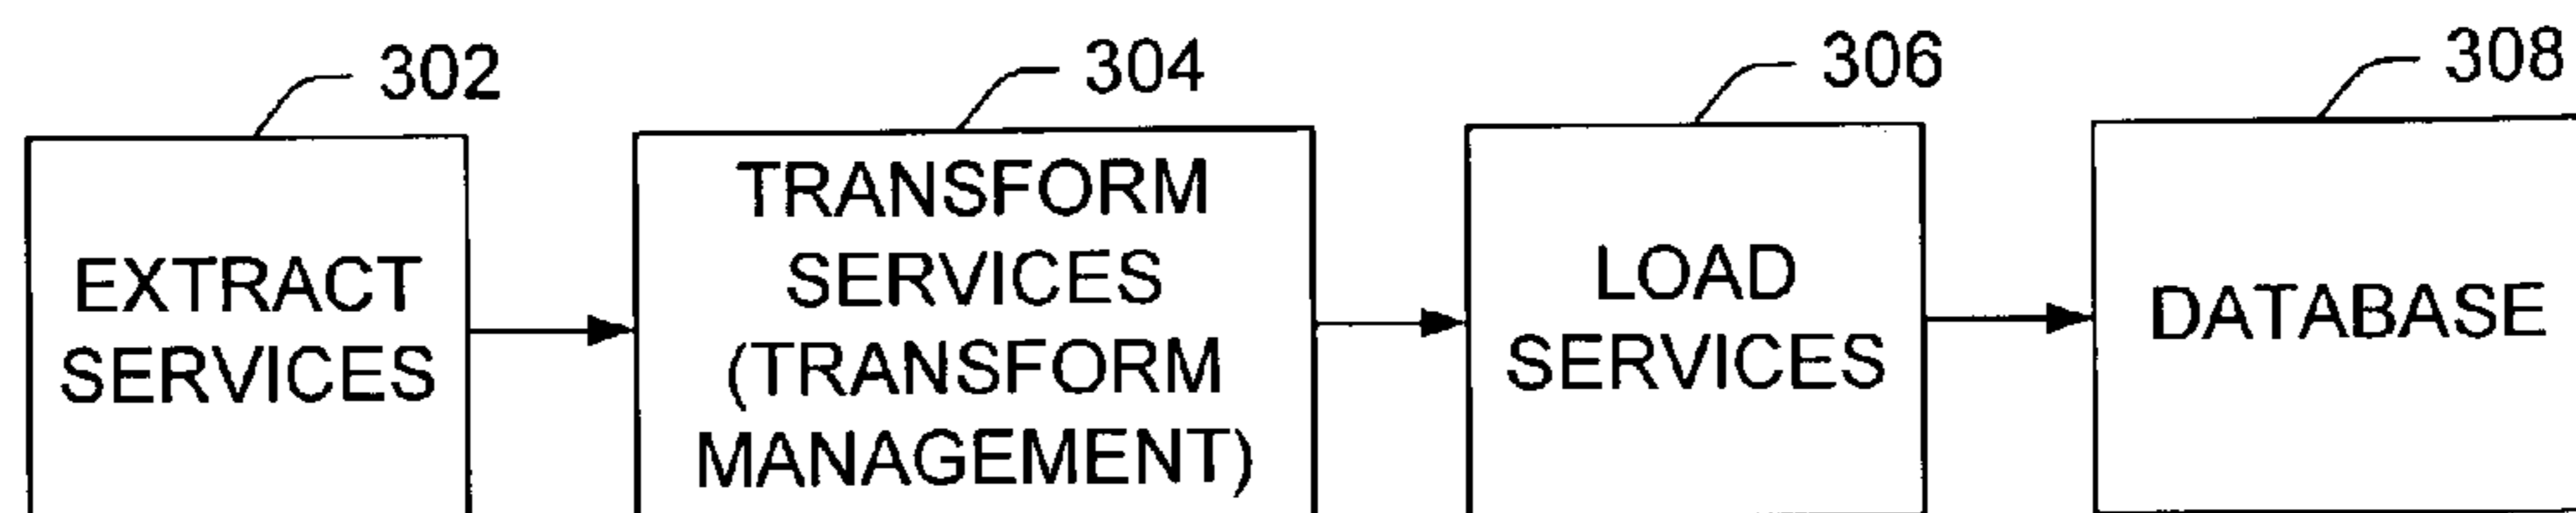 302
304
306
308
EXTRACT
SERVICES
TRANSFORM
SERVICES
(TRANSFORM
MANAGEMENT)
LOAD
SERVICES
DATABASE